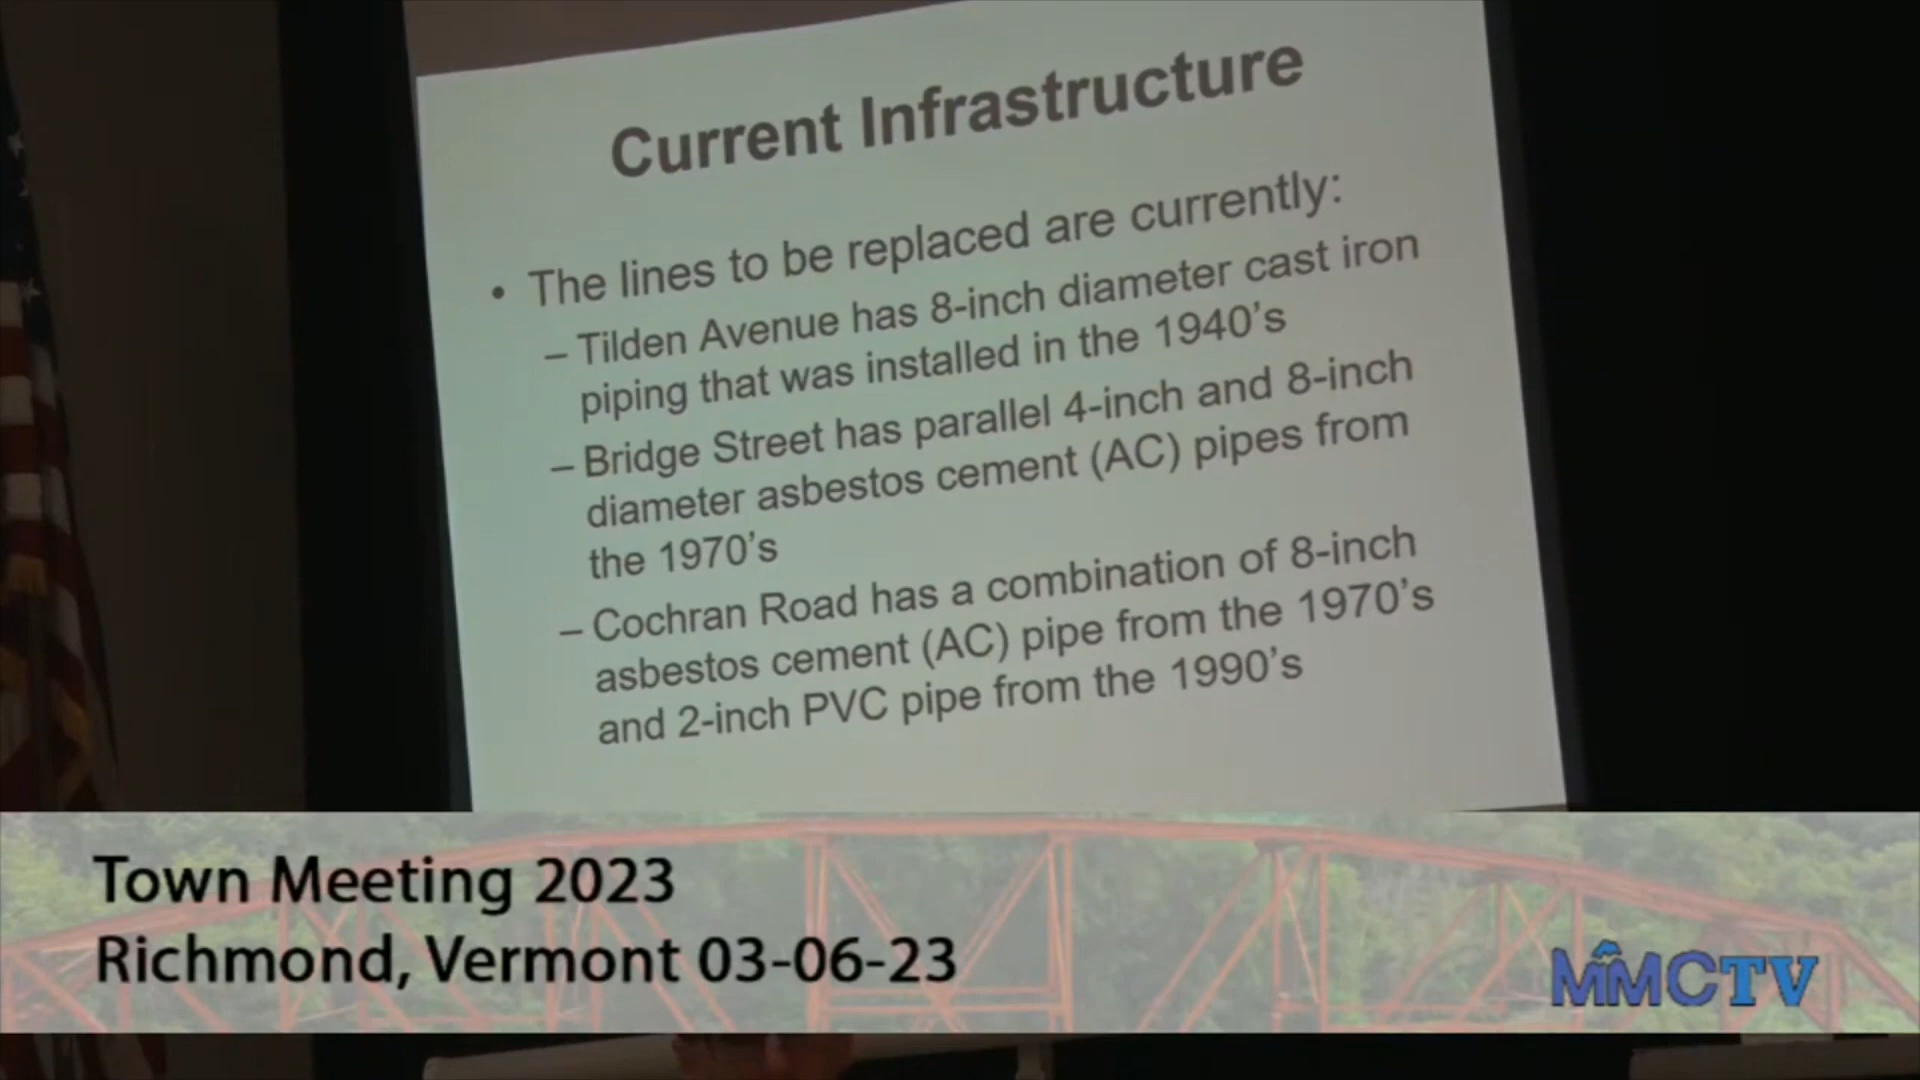 Current Infrastructure
• The lines to be replaced are currently:
– Tilden Avenue has 8-inch diameter cast iron
piping that was installed in the 1940's
– Bridge Street has parallel 4-inch and 8-inch
diameter asbestos cement (AC) pipes from
the 1970's
– Cochran Road has a combination of 8-inch
asbestos cement (AC) pipe from the 1970's
and 2-inch PVC pipe from the 1990's
Town Meeting 2023
Richmond, Vermont 03-06-23
MMCTV